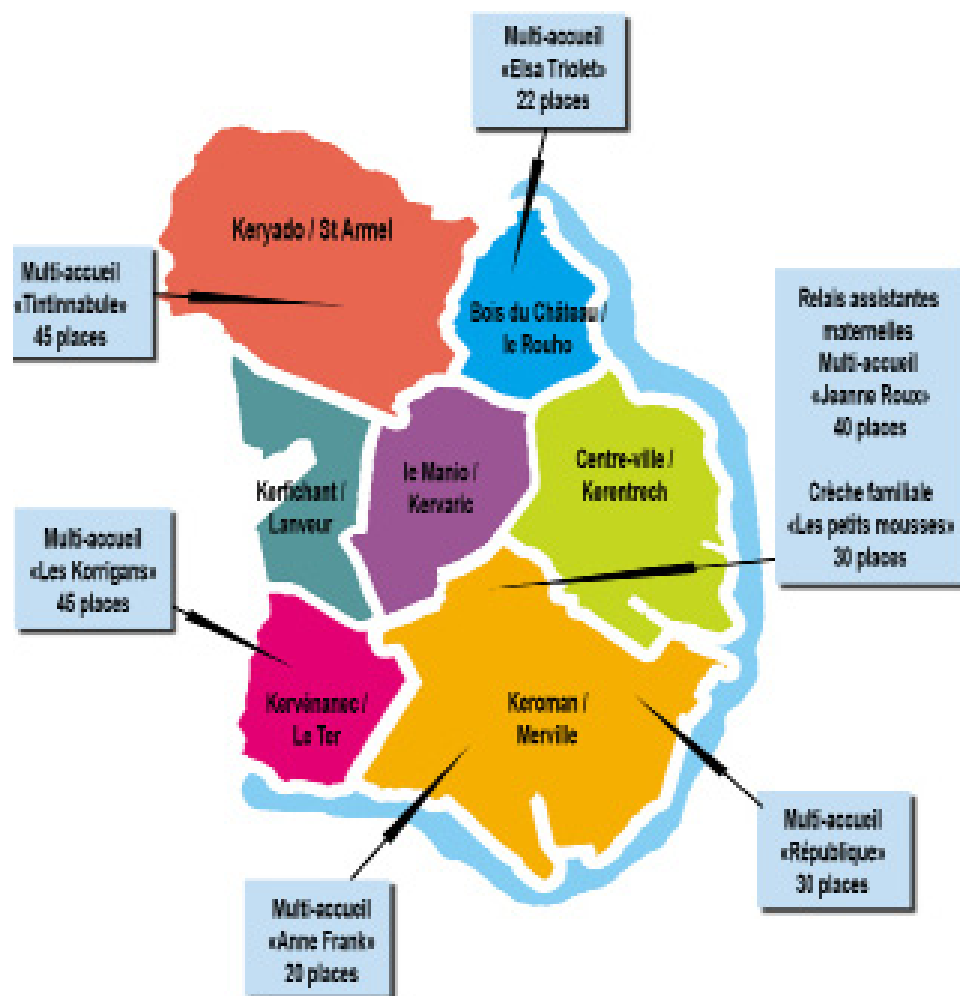 Multi-accueil
«Elsa Triolet»
22 places
Keryado / St Armel
Multi-accueil
«Tintinnabule»
45 places
Bois du Château /
le Rouho
Relais assistantes
maternelles
Multi-accueil
«Jeanne Roux»
40 places
Crèche familiale
«Les petits mousses»
30 places
Kerfichant /
Lanveur
le Manio /
Kervaric
Centre-ville /
Kerentrech
Multi-accueil
«Les Korrigans»
45 places
Kervénanec /
Le Ter
Keroman /
Merville
Multi-accueil
«République»
30 places
Multi-accueil
«Anne Frank»
20 places